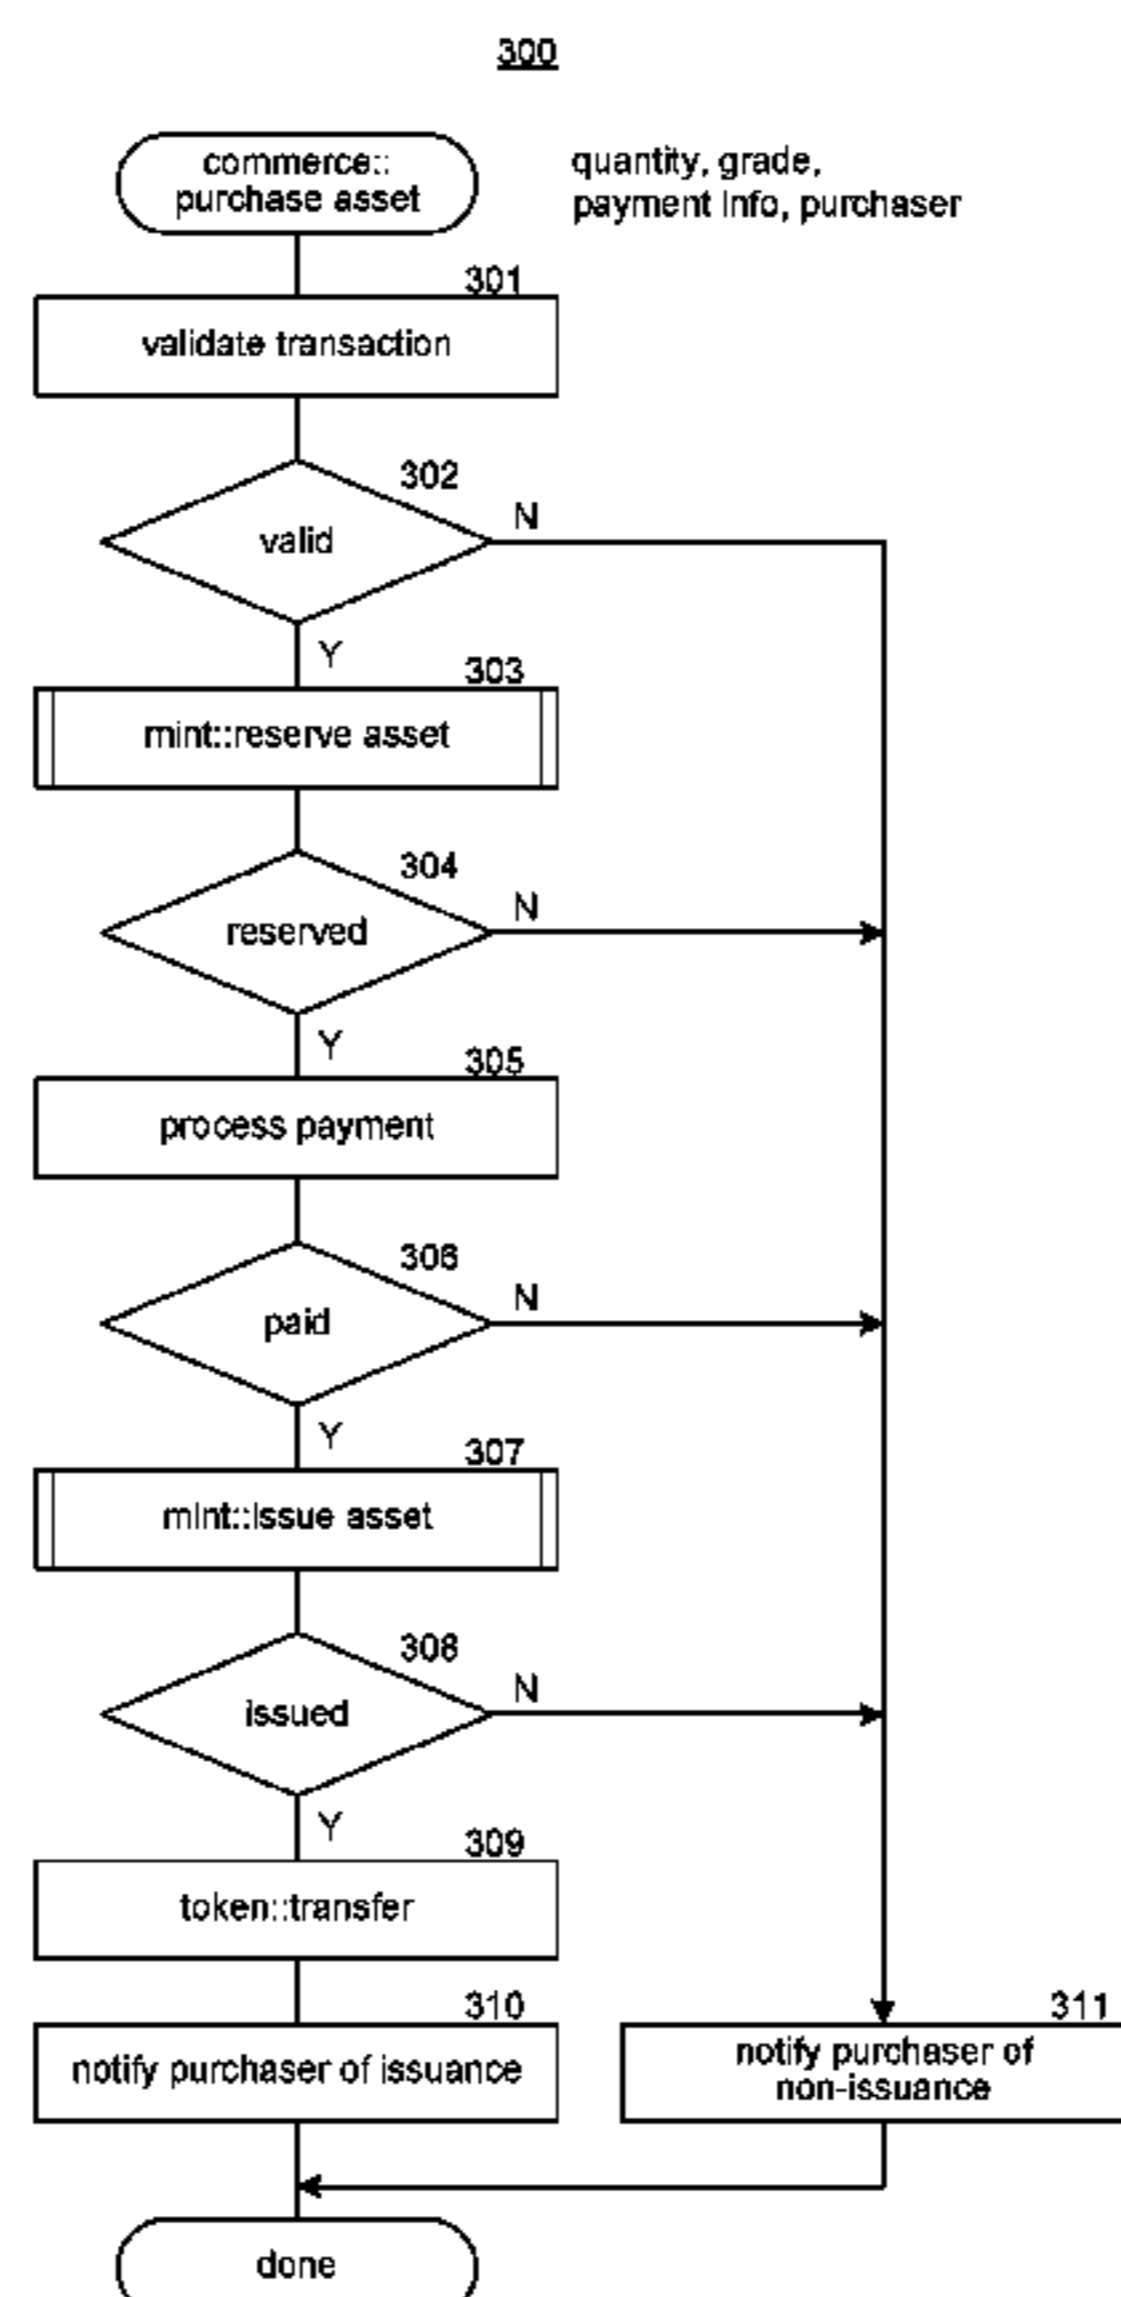 300
commerce::
purchase asset
quantity, grade,
payment info, purchaser
301
validate transaction
302
valid
N
Y
303
mint::reserve asset
304
reserved
N
Y
305
process payment
306
paid
N
Y
307
mint::issue asset
308
issued
N
Y
309
token::transfer
310
notify purchaser of issuance
311
notify purchaser of
non-issuance
done